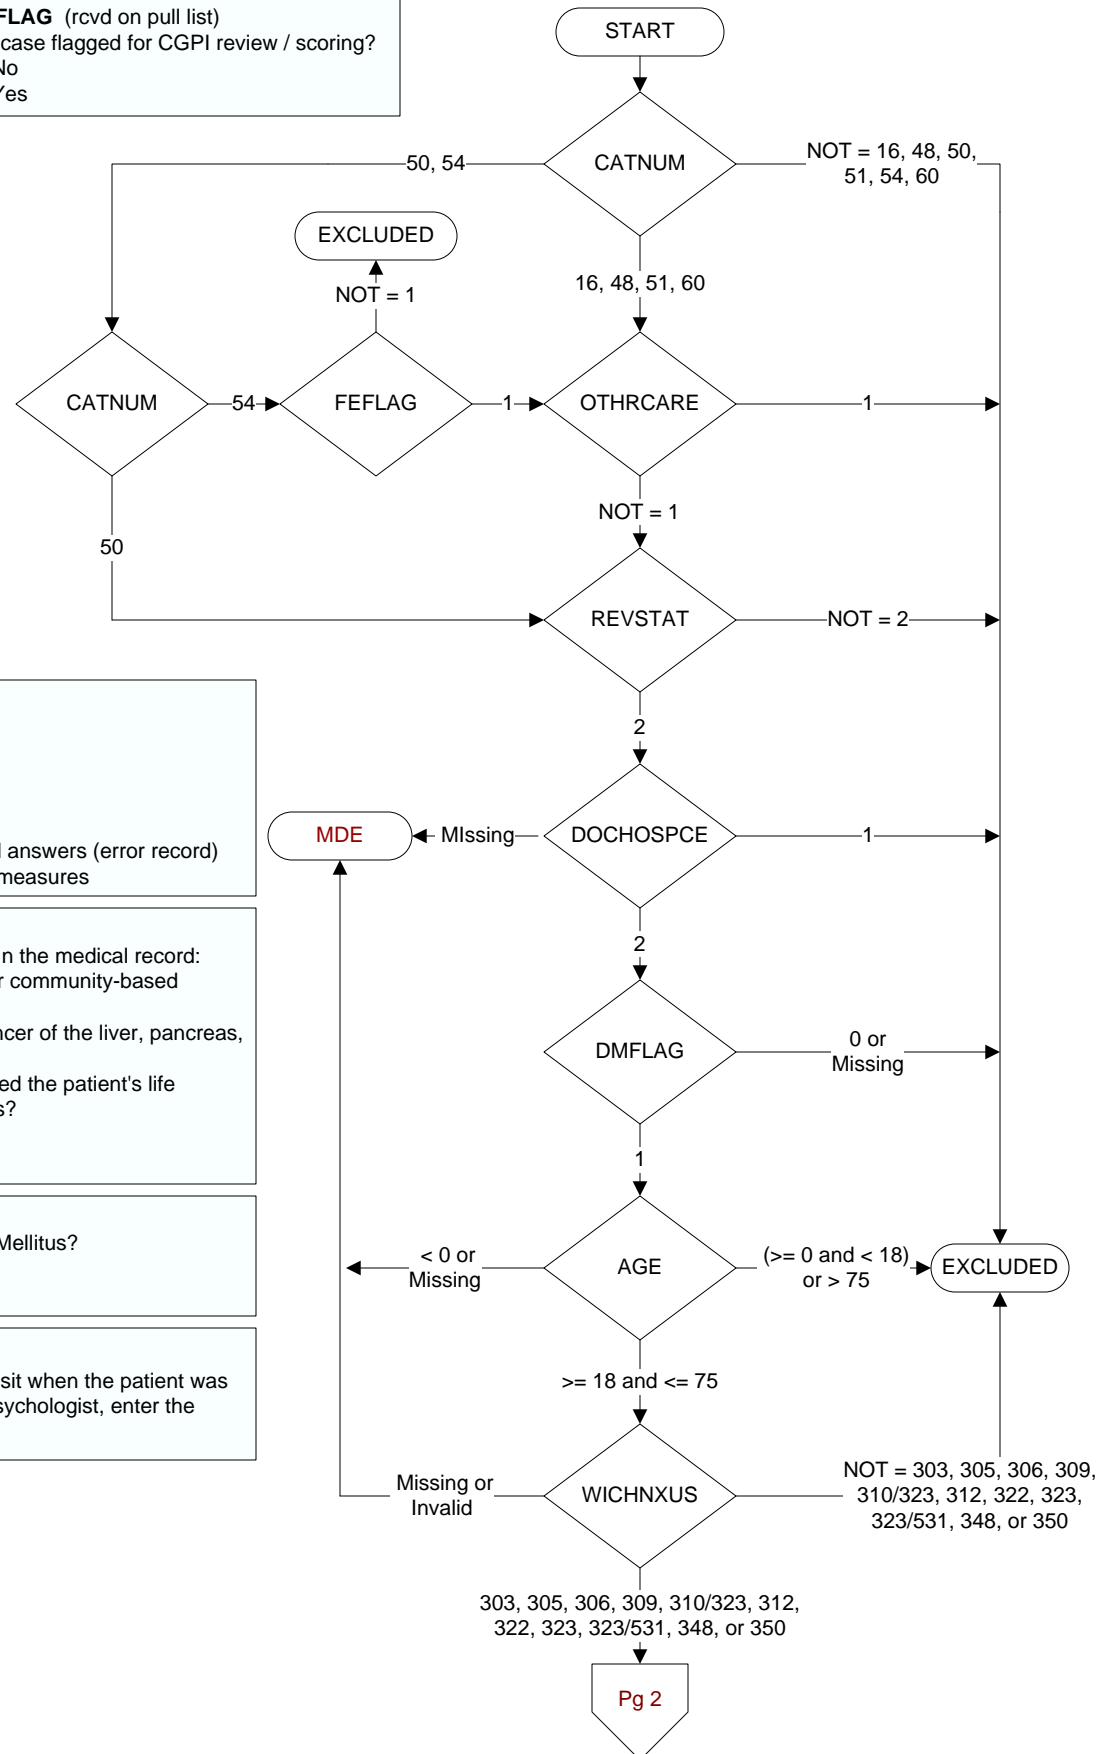 FLAG (rcvd on pull list)
case flagged for CGPI review / scoring?
No
Yes
START
CATNUM
50, 54
NOT = 16, 48, 50,
51, 54, 60
EXCLUDED
NOT = 1
16, 48, 51, 60
CATNUM
54
FEFLAG
1
OTHRCARE
1
NOT = 1
50
REVSTAT
NOT = 2
2
answers (error record)
measures
MDE
MIssing
DOCHOSPCE
1
in the medical record:
community-based
of the liver, pancreas,
the patient's life
2
DMFLAG
0 or
Missing
1
Mellitus?
< 0 or
Missing
AGE
(>= 0 and < 18)
or > 75
EXCLUDED
>= 18 and <= 75
when the patient was
enter the
Missing or
Invalid
WICHNXUS
NOT = 303, 305, 306, 309,
310/323, 312, 322, 323,
323/531, 348, or 350
303, 305, 306, 309, 310/323, 312,
322, 323, 323/531, 348, or 350
Pg 2